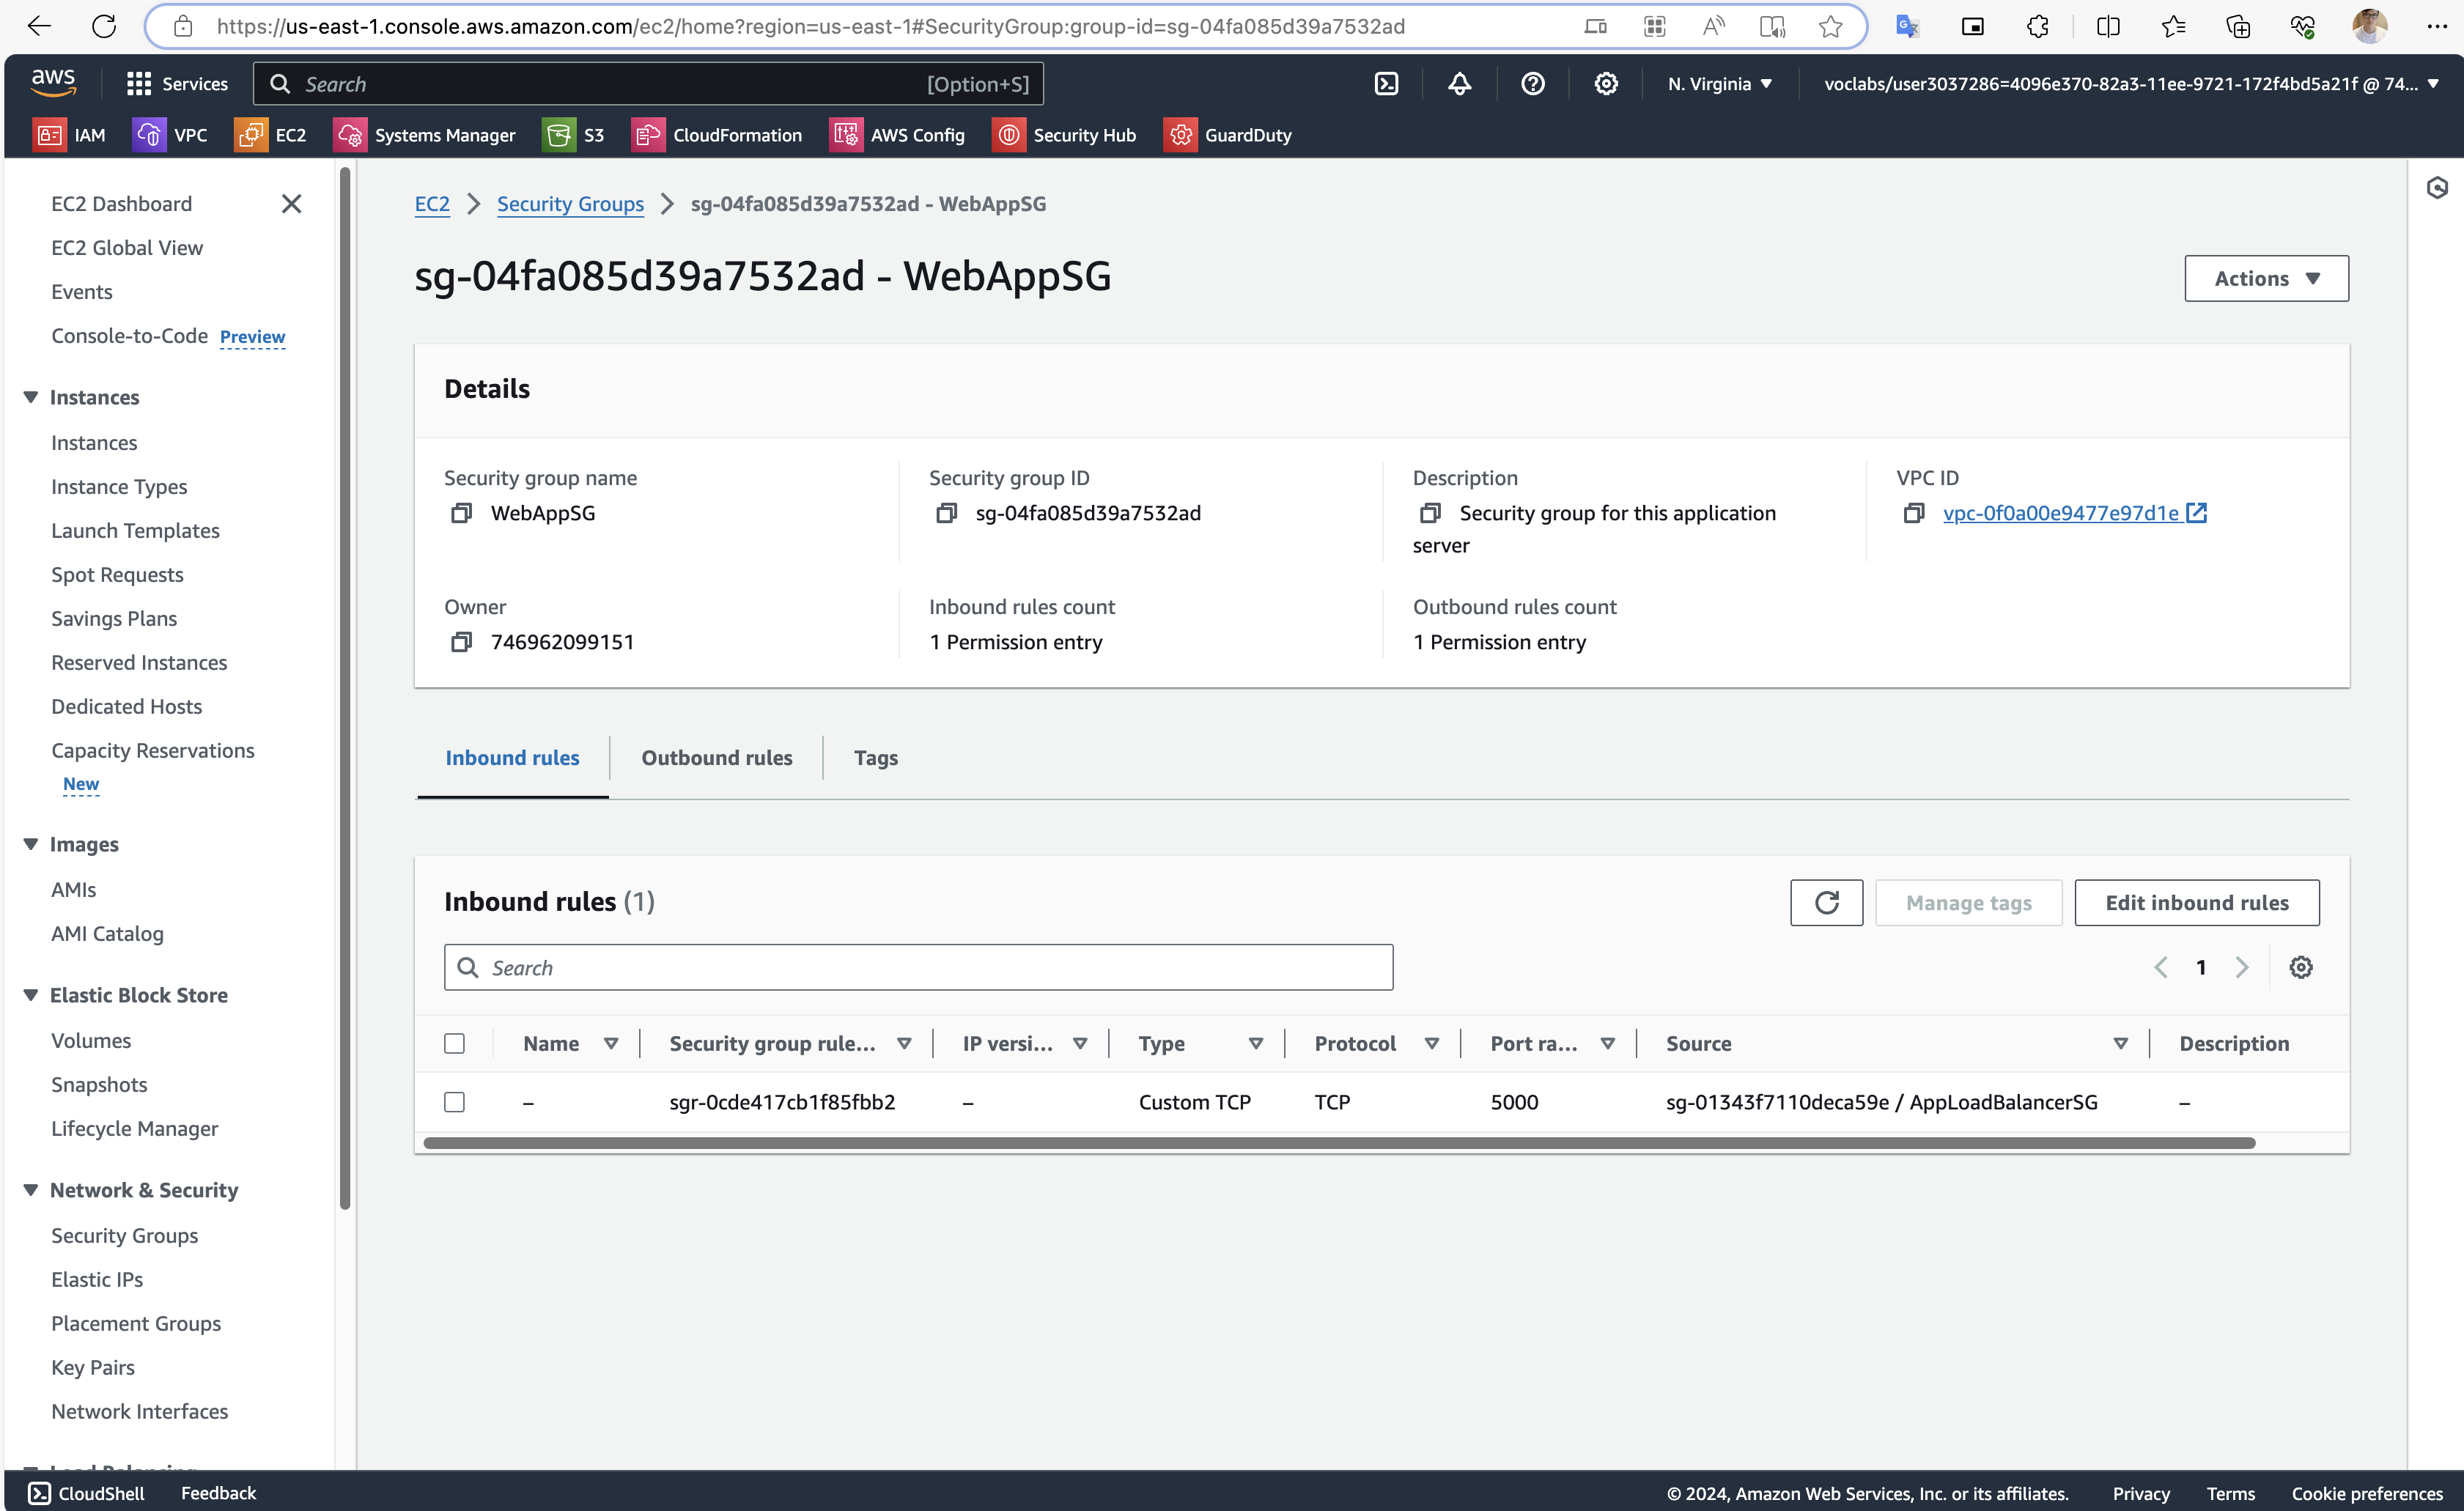 https://us-east-1.console.aws.amazon.com/ec2/home?region=us-east-1#SecurityGroup:group-id=sg-04fa085d39a7532ad
aws
Services
Search
[Option+S]
N. Virginia
voclabs/user3037286=4096e370-82a3-11ee-9721-172f4bd5a21f @ 74...
IAM
VPC
EC2
Systems Manager
S3
CloudFormation
AWS Config
Security Hub
GuardDuty
EC2 Dashboard
EC2 Global View
Events
Console-to-Code Preview
Instances
Instances
Instance Types
Launch Templates
Spot Requests
Savings Plans
Reserved Instances
Dedicated Hosts
Capacity Reservations
New
Images
AMIs
AMI Catalog
Elastic Block Store
Volumes
Snapshots
Lifecycle Manager
Network & Security
Security Groups
Elastic IPs
Placement Groups
Key Pairs
Network Interfaces
Load Balancing
EC2 > Security Groups > sg-04fa085d39a7532ad - WebAppSG
sg-04fa085d39a7532ad - WebAppSG
Actions
Details
Security group name
WebAppSG
Security group ID
sg-04fa085d39a7532ad
Description
Security group for this application
server
VPC ID
vpc-0f0a00e9477e97d1e
Owner
746962099151
Inbound rules count
1 Permission entry
Outbound rules count
1 Permission entry
Inbound rules
Outbound rules
Tags
Inbound rules (1)
Manage tags
Edit inbound rules
Search
1
Name Security group rule... IP versi... Type Protocol Port ra... Source Description
– sgr-0cde417cb1f85fbb2 – Custom TCP TCP 5000 sg-01343f7110deca59e / AppLoadBalancerSG –
CloudShell
Feedback
© 2024, Amazon Web Services, Inc. or its affiliates.
Privacy
Terms
Cookie preferences